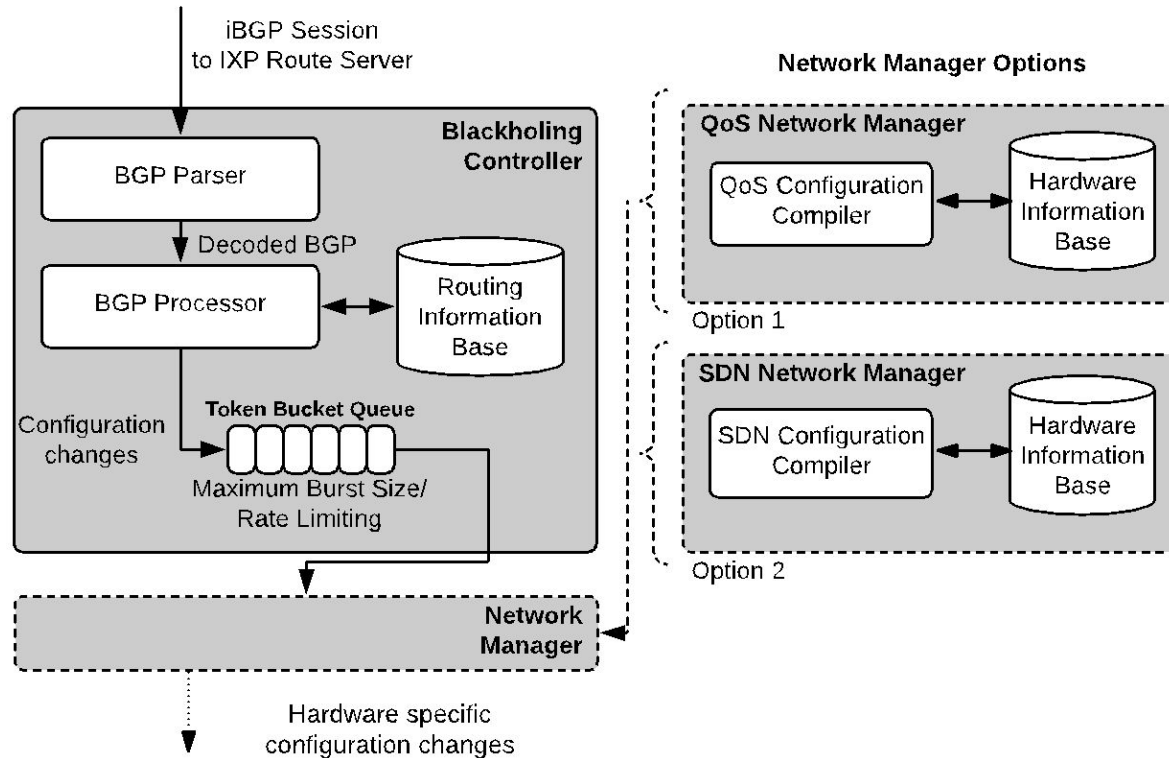 iBGP Session
to IXP Route Server
Blackholing
Controller
BGP Parser
Decoded BGP
BGP Processor
Routing
Information
Base
Configuration
changes
Token Bucket Queue
Maximum Burst Size/
Rate Limiting
Network
Manager
Hardware specific
configuration changes
Network Manager Options
QoS Network Manager
QoS Configuration
Compiler
Hardware
Information
Base
Option 1
SDN Network Manager
SDN Configuration
Compiler
Hardware
Information
Base
Option 2